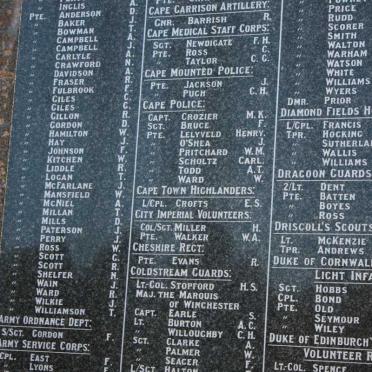 INGLIS A.
PTE. ANDERSON D.
" BAKER J.
" BOWMAN T.
" CAMPBELL A.
" CAMPBELL J.
" CARLYLE A.
" CRAWFORD J.
" DAVIDSON A.
" FRASER R.
" FULBROOK F.
" GILES C.
" GILES C.
" GILLON R.
" GORDON D.
" HAMILTON W.
" HAY J.
" JOHNSON F.
" KITCHEN W.
" LIDDLE R.
" LOGAN T.
" MCFARLANE J.
" MANSFIELD W.
" MCNIEL A.
" MILLAN T.
" MILLS D.
" PATERSON J.
" PERRY J.
" ROSS W.
" SCOTT G.
" SCOTT R.
" SHELFER N.
" WAIN J.
" WARD R.
" WILKIE J.
" WILLIAMSON T.
ARMY ORDNANCE DEPT:
S/SGT. GORDON F.
ARMY SERVICE CORPS:
CPL. EAST F.
" LYONS F.
PTE.
CAPE GARRISON ARTILLERY:
GNR. BARRISH R.
CAPE MEDICAL STAFF CORPS:
SGT. NEWDIGATE F. H.
PTE. ROSS C.
" TAYLOR C. C.
CAPE MOUNTED POLICE:
PTE. JACKSON J.
" PUGH C. H.
CAPE POLICE:
CAPT. CROZIER M.K.
SGT. BRUCE F.
PTE. LELYVELD HENRY.
" O'SHEA J.
" PRITCHARD W.M.
" SCHOLTZ CARL.
" TODD A.T.
" WARD W.
CAPE TOWN HIGHLANDERS:
L/CPL. CROFTS E.S.
CITY IMPERIAL VOLUNTEERS:
COL/SGT. MILLER H.
PTE. WALKER W.A.
CHESHIRE REGT:
PTE. EVANS R.
COLDSTREAM GUARDS:
LT-COL. STOPFORD H.S.
MAJ. THE MARQUIS
OF WINCHESTER
CAPT. EARLE S.
LT. BURTON A.C.
" WILLOUGHBY C.H.
SGT. CLARKE A.
" PALMER W.
" SEAGER F.
L/SGT. HALTON
PRICE
" RUDD
" SCORER
" SMITH
" WALTON
" WARHAM
" WATSON
" WHITE
" WILLIAMS
" WYERS
DMR. PRIOR
DIAMOND FIELDS H
L/CPL. FRANCIS
TPR. HOCKING
" SUTHERLA
" WALLIS
" WILLIAMS
DRAGOON GUARDS
2/LT. DENT
PTE. BATTEN
" BOYES
" ROSS
DRISCOLL'S SCOUTS
LT. MCKENZIE
TPR. ANDREWS
DUKE OF CORNWAL
LIGHT INFA
SGT. HOBBS
CPL. BOND
PTE. OLD
" SEYMOUR
" WILEY
DUKE OF EDINBURGH'
VOLUNTEER R
LT-COL. SPENCE